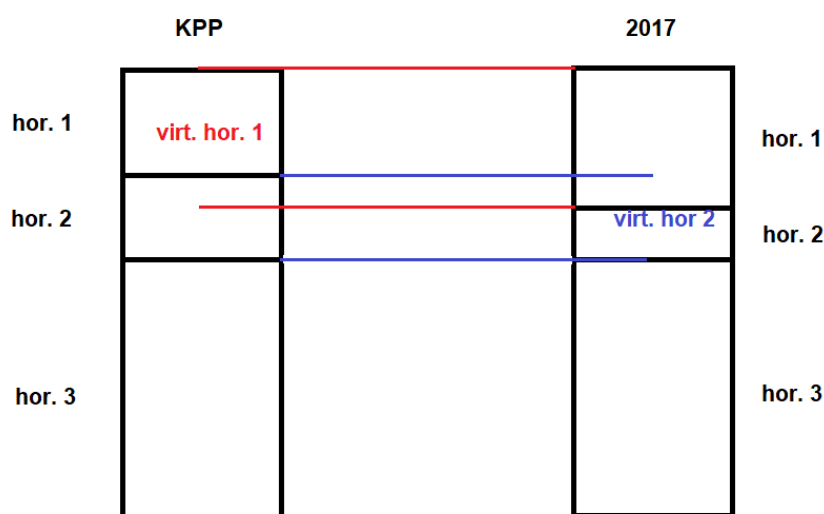 KPP
2017
hor. 1
virt. hor. 1
hor. 1
hor. 2
virt. hor 2
hor. 2
hor. 3
hor. 3